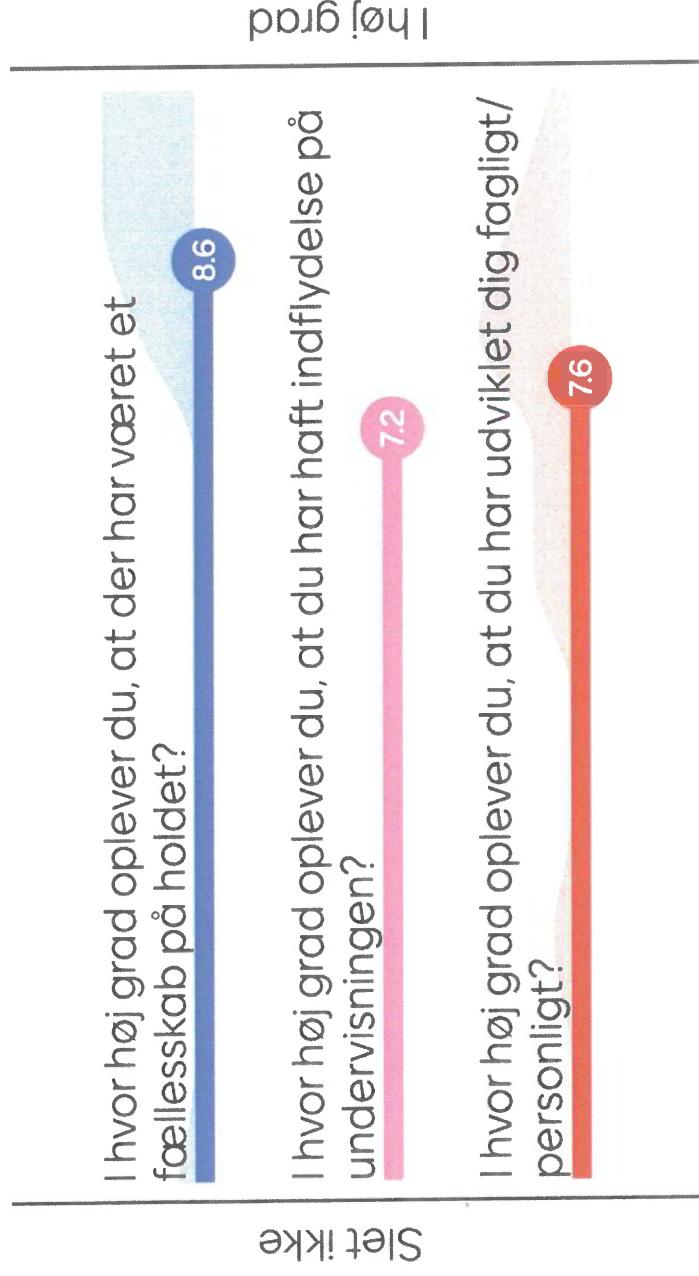 Slet ikke
I hvor høj grad oplever du, at der har været et
fællesskab på holdet?
8.6
I hvor høj grad oplever du, at du har haft indflydelse på
undervisningen?
7.2
I hvor høj grad oplever du, at du har udviklet dig fagligt/
personligt?
7.6
I høj grad